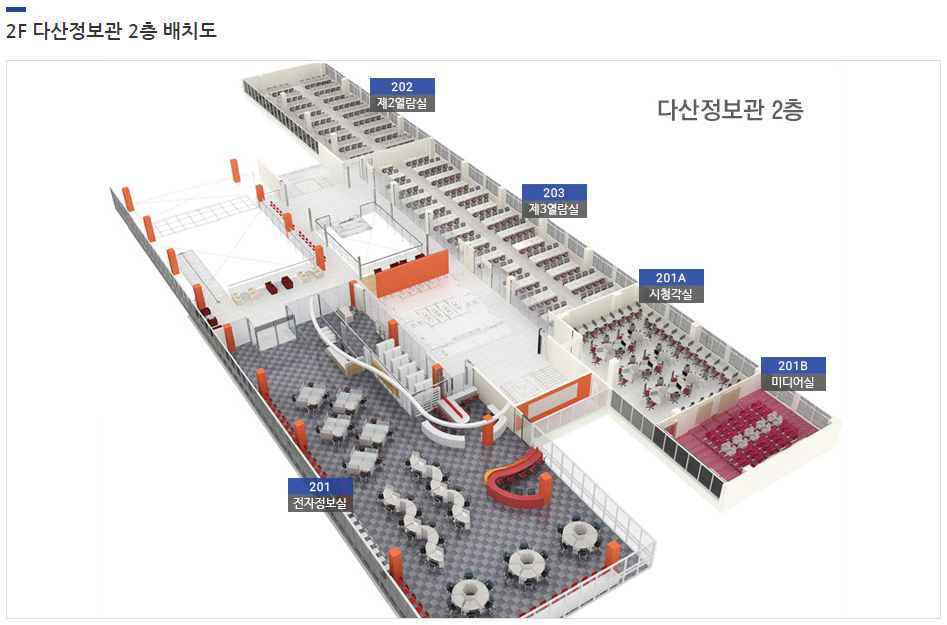 2F 다산정보관 2층 배치도
다산정보관 2층
202
제2열람실
203
제3열람실
201A
시청각실
201B
미디어실
201
전자정보실